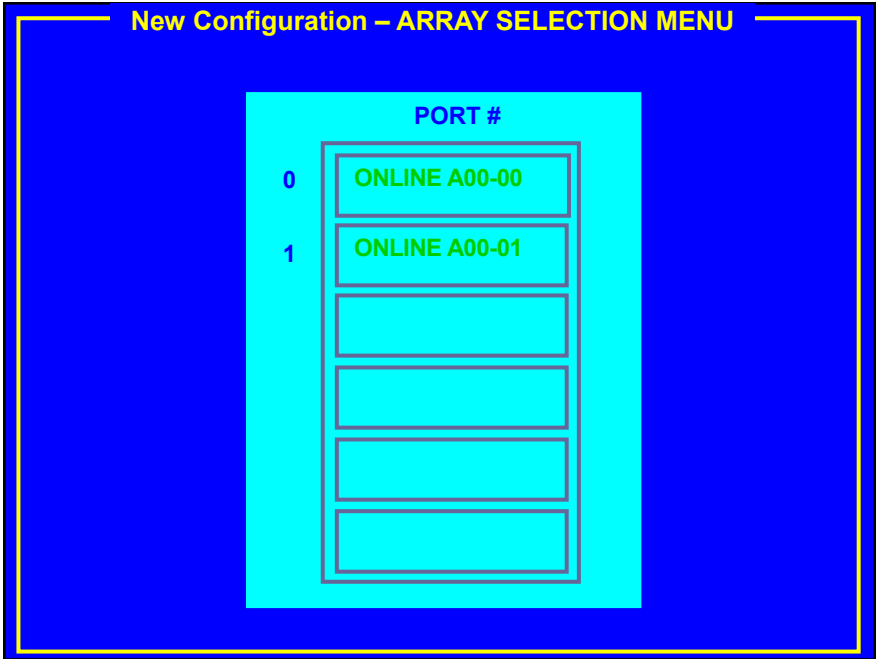 New Configuration – ARRAY SELECTION MENU
PORT #
0 ONLINE A00-00
1 ONLINE A00-01